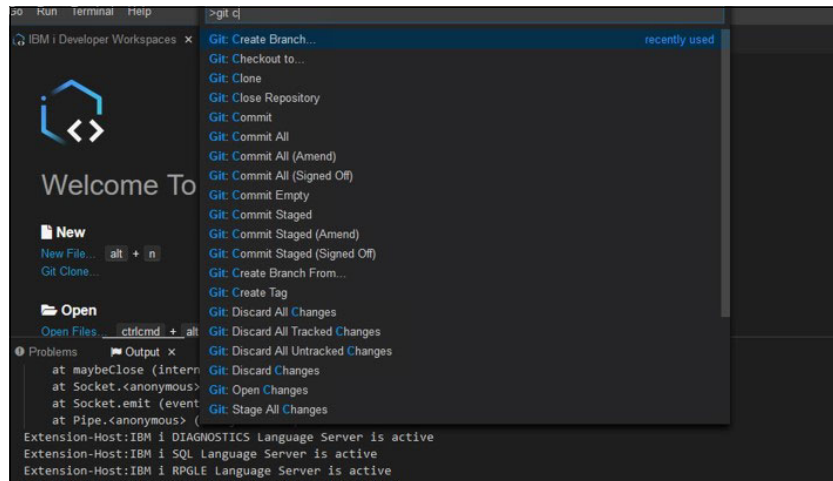 Go Run Terminal Help
>git c
IBM i Developer Workspaces ×
Git: Create Branch... recently used
Git: Checkout to...
Git: Clone
Git: Close Repository
Git: Commit
Git: Commit All
Git: Commit All (Amend)
Git: Commit All (Signed Off)
Git: Commit Empty
Git: Commit Staged
Git: Commit Staged (Amend)
Git: Commit Staged (Signed Off)
Git: Create Branch From...
Git: Create Tag
Git: Discard All Changes
Git: Discard All Tracked Changes
Git: Discard All Untracked Changes
Git: Discard Changes
Git: Open Changes
Git: Stage All Changes
Welcome To
New
New File... alt + n
Git Clone...
Open
Open Files... ctrlcmd + alt
Problems Output ×
at maybeClose (intern
at Socket.<anonymous>
at Socket.emit (event
at Pipe.<anonymous> (
Extension-Host:IBM i DIAGNOSTICS Language Server is active
Extension-Host:IBM i SQL Language Server is active
Extension-Host:IBM i RPGLE Language Server is active